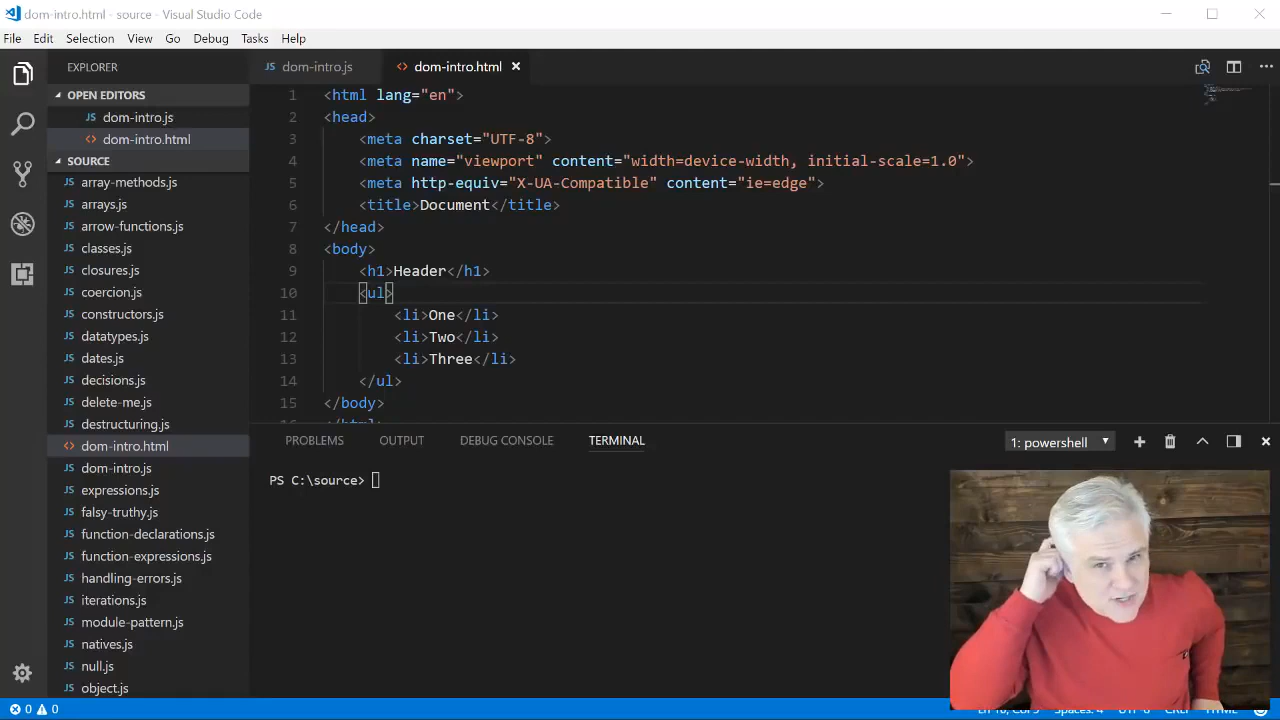 dom-intro.html - source - Visual Studio Code
File Edit Selection View Go Debug Tasks Help
EXPLORER
OPEN EDITORS
dom-intro.js
dom-intro.html
SOURCE
array-methods.js
arrays.js
arrow-functions.js
classes.js
closures.js
coercion.js
constructors.js
datatypes.js
dates.js
decisions.js
delete-me.js
destructuring.js
dom-intro.html
dom-intro.js
expressions.js
falsy-truthy.js
function-declarations.js
function-expressions.js
handling-errors.js
iterations.js
module-pattern.js
natives.js
null.js
object.js
JS dom-intro.js <> dom-intro.html
1 <html lang="en">
2 <head>
3 <meta charset="UTF-8">
4 <meta name="viewport" content="width=device-width, initial-scale=1.0">
5 <meta http-equiv="X-UA-Compatible" content="ie=edge">
6 <title>Document</title>
7 </head>
8 <body>
9 <h1>Header</h1>
10 <ul>
11 <li>One</li>
12 <li>Two</li>
13 <li>Three</li>
14 </ul>
15 </body>
16 </html>
PROBLEMS OUTPUT DEBUG CONSOLE TERMINAL 1: powershell
PS C:\source>
0 0